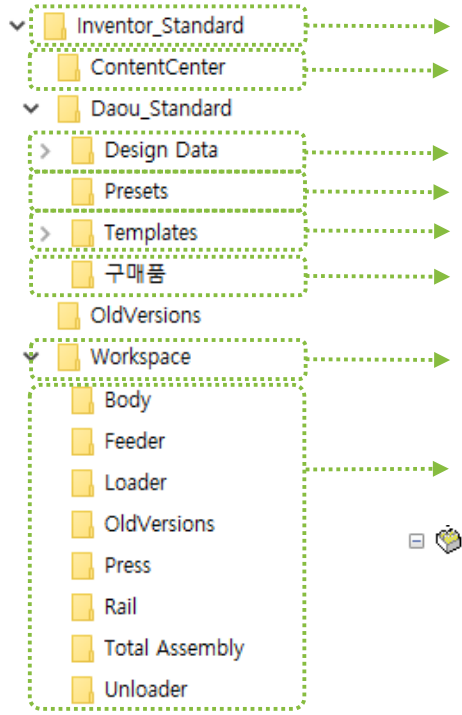 Inventor_Standard
ContentCenter
Daou_Standard
Design Data
Presets
Templates
구매품
OldVersions
Workspace
Body
Feeder
Loader
OldVersions
Press
Rail
Total Assembly
Unloader